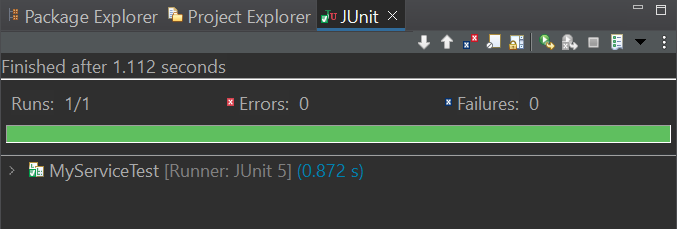 Package Explorer Project Explorer JUnit
Finished after 1.112 seconds
Runs: 1/1 Errors: 0 Failures: 0
MyServiceTest [Runner: JUnit 5] (0.872 s)